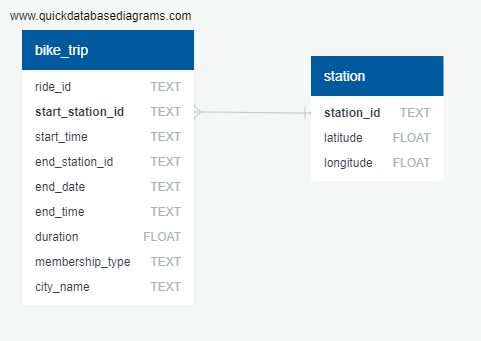 www.quickdatabasediagrams.com
bike_trip
ride_id TEXT
start_station_id TEXT
start_time TEXT
end_station_id TEXT
end_date TEXT
end_time TEXT
duration FLOAT
membership_type TEXT
city_name TEXT
station
station_id TEXT
latitude FLOAT
longitude FLOAT